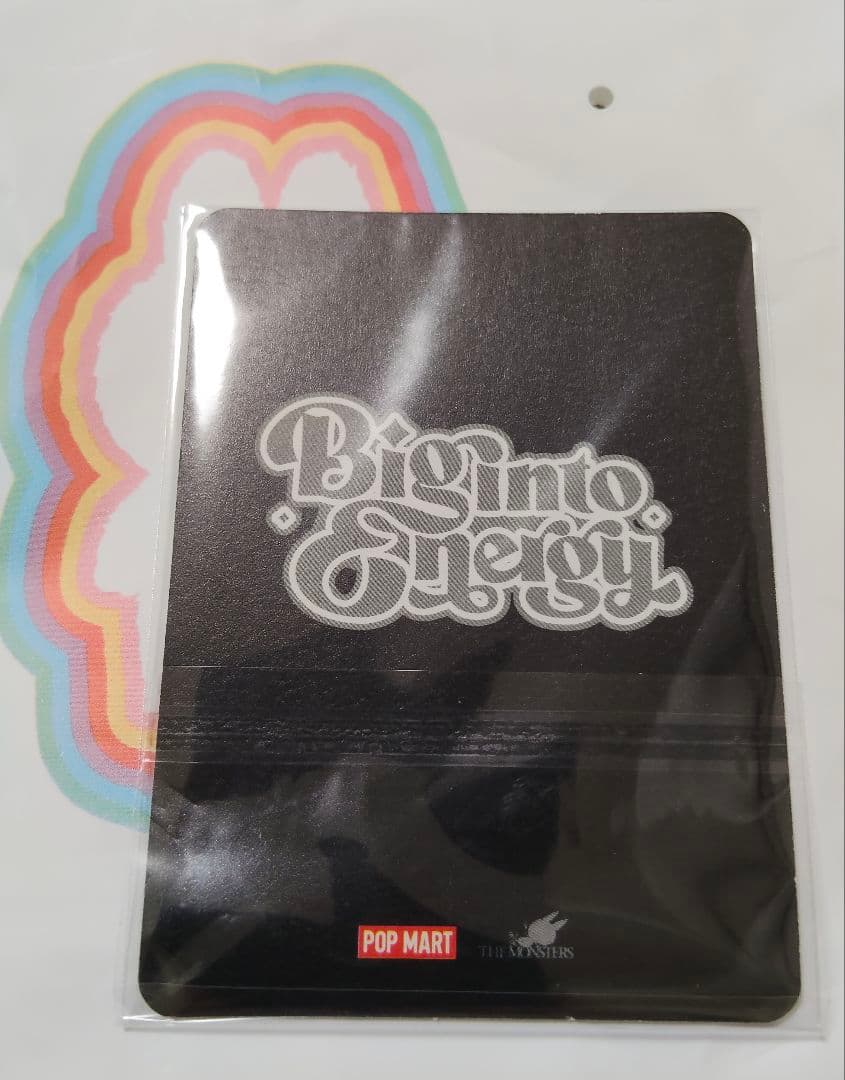 Big into
Energy
POP MART
THE MONSTERS